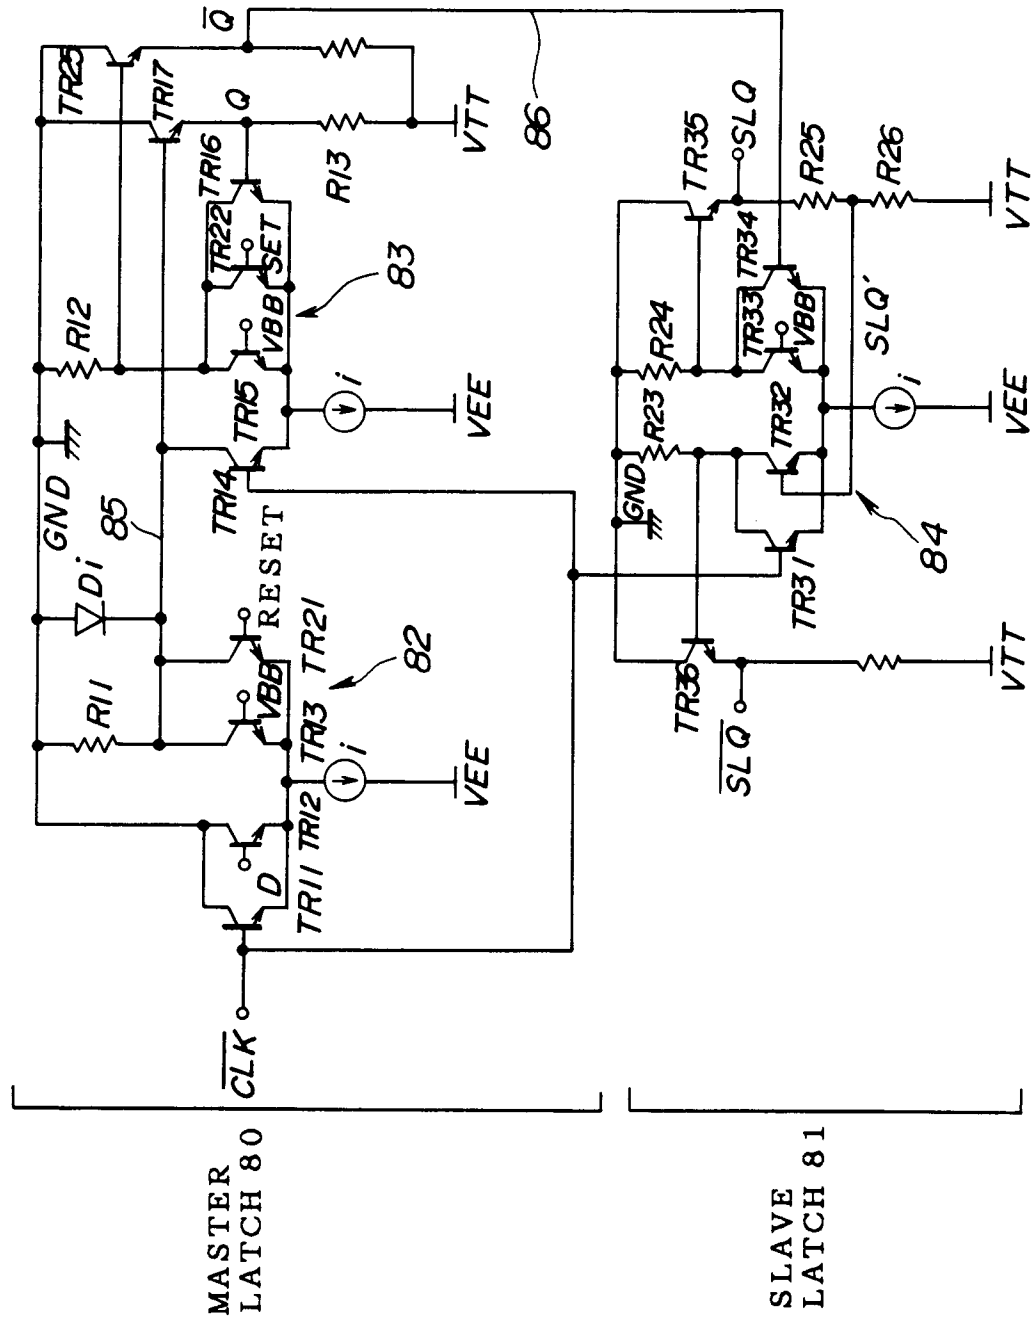 MASTER
LATCH 80
CLK
D
TR11
TR12
TR13
TR21
VBB
RESET
R11
Di
GND
85
82
i
VEE
TR14
TR15
VBB
TR22
SET
TR16
R12
83
i
VEE
TR25
TR17
Q
Q
R13
VTT
86
SLAVE
LATCH 81
SLQ
TR36
VTT
TR31
GND
R23
TR32
R24
TR33
VBB
TR34
84
i
VEE
SLQ'
TR35
SLQ
R25
R26
VTT